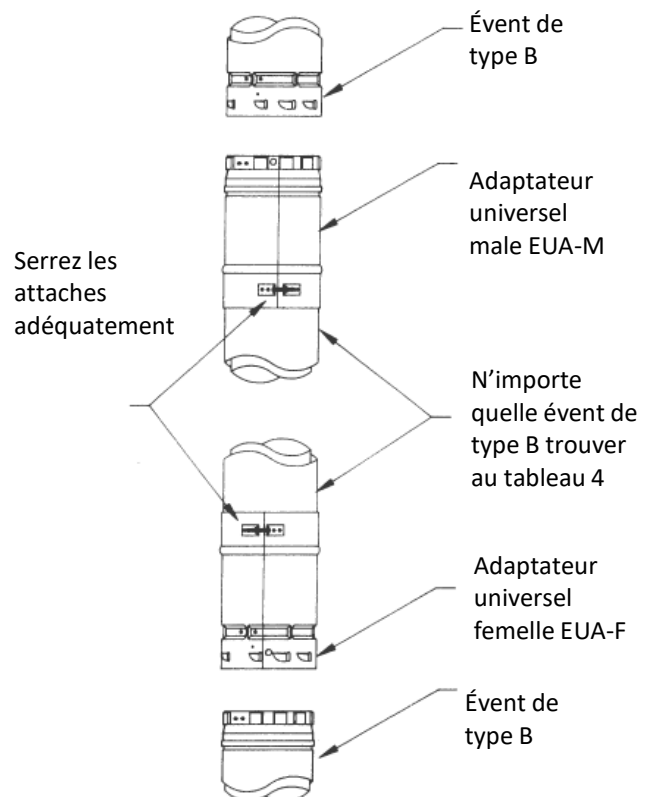 Évent de
type B
Adaptateur
universel
male EUA-M
Serrez les
attaches
adéquatement
N’importe
quelle évent de
type B trouver
au tableau 4
Adaptateur
universel
femelle EUA-F
Évent de
type B